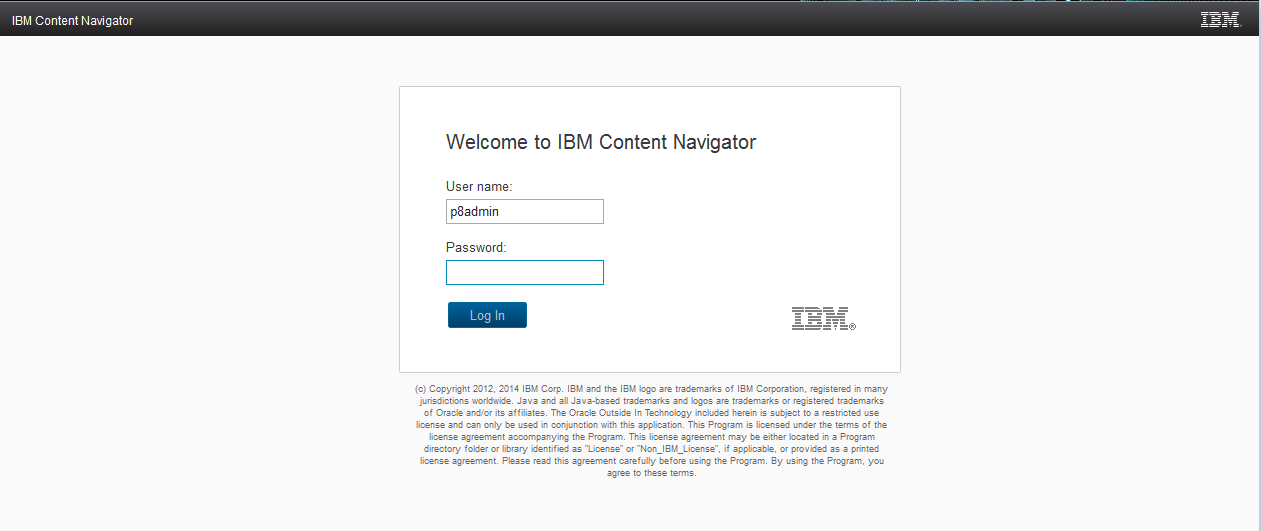 IBM Content Navigator
IBM
Welcome to IBM Content Navigator
User name:
p8admin
Password:
Log In
IBM®
(c) Copyright 2012, 2014 IBM Corp. IBM and the IBM logo are trademarks of IBM Corporation, registered in many
jurisdictions worldwide. Java and all Java-based trademarks and logos are trademarks or registered trademarks
of Oracle and/or its affiliates. The Oracle Outside In Technology included herein is subject to a restricted use
license and can only be used in conjunction with this application. This Program is licensed under the terms of the
license agreement accompanying the Program. This license agreement may be either located in a Program
directory folder or library identified as "License" or "Non_IBM_License", if applicable, or provided as a printed
license agreement. Please read this agreement carefully before using the Program. By using the Program, you
agree to these terms.